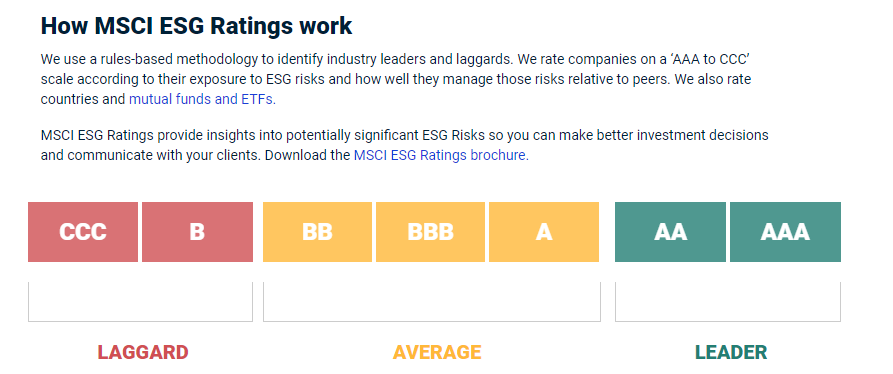 How MSCI ESG Ratings work
We use a rules-based methodology to identify industry leaders and laggards. We rate companies on a ‘AAA to CCC’
scale according to their exposure to ESG risks and how well they manage those risks relative to peers. We also rate
countries and mutual funds and ETFs.
MSCI ESG Ratings provide insights into potentially significant ESG Risks so you can make better investment decisions
and communicate with your clients. Download the MSCI ESG Ratings brochure.
CCC B BB BBB A AA AAA
LAGGARD AVERAGE LEADER